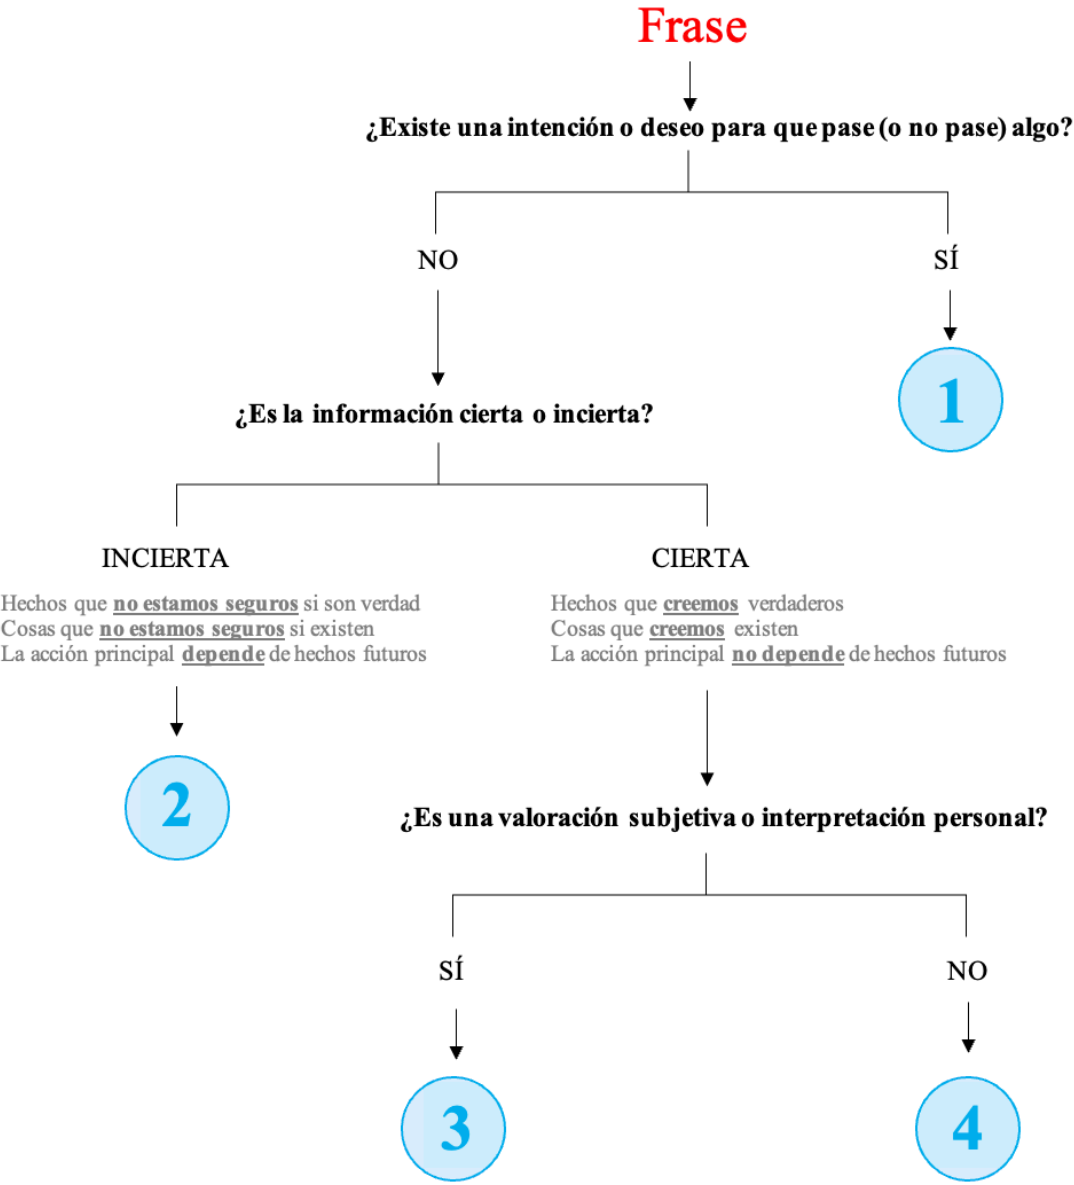 Frase
¿Existe una intención o deseo para que pase (o no pase) algo?
NO
SÍ
1
¿Es la información cierta o incierta?
INCIERTA
Hechos que no estamos seguros si son verdad
Cosas que no estamos seguros si existen
La acción principal depende de hechos futuros
CIERTA
Hechos que creemos verdaderos
Cosas que creemos existen
La acción principal no depende de hechos futuros
2
¿Es una valoración subjetiva o interpretación personal?
SÍ
NO
3
4